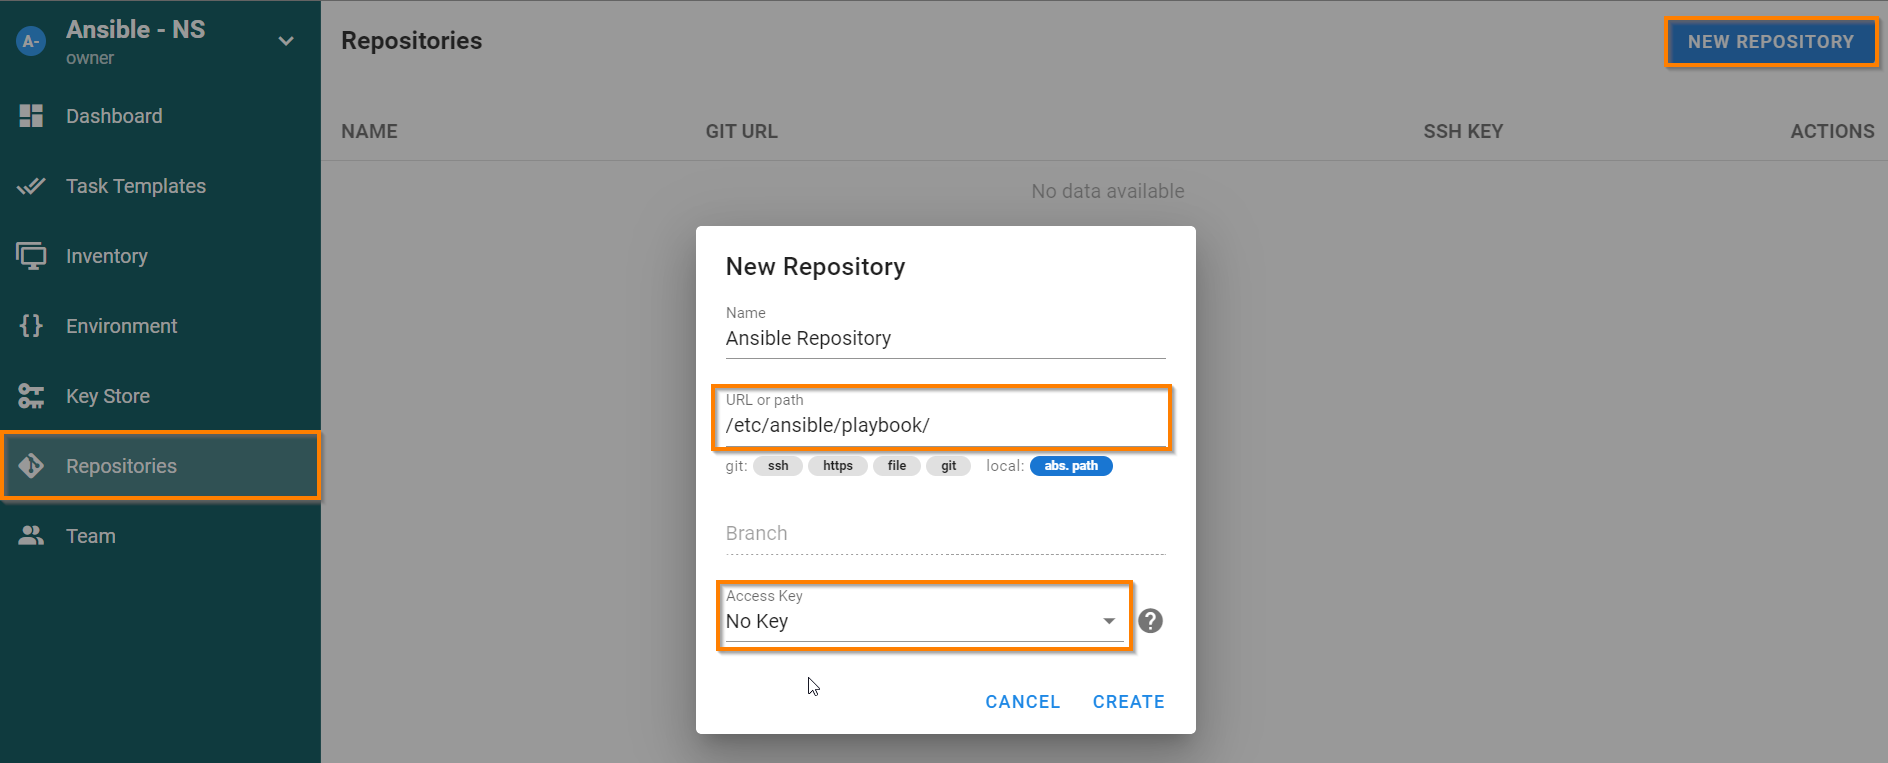 A-
Ansible - NS
owner
Dashboard
Task Templates
Inventory
{} Environment
Key Store
Repositories
Team
Repositories
NEW REPOSITORY
NAME GIT URL SSH KEY ACTIONS
No data available
New Repository
Name
Ansible Repository
URL or path
/etc/ansible/playbook/
git: ssh https file git local: abs. path
Branch
Access Key
No Key
?
CANCEL CREATE